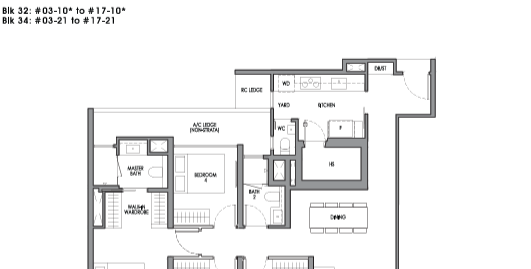 Blk 32: #03-10* to #17-10*
Blk 34: #03-21 to #17-21
DB/ST
RC LEDGE
WD
YARD
KITCHEN
A/C LEDGE
(NON-STRATA)
WC
F
HS
MASTER
BATH
BEDROOM
4
BATH
2
WALK-IN
WARDROBE
DINING